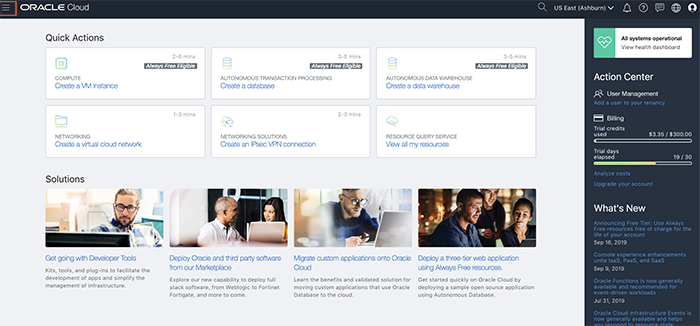 ORACLE Cloud
US East (Ashburn)
Quick Actions
2–6 mins
Always Free Eligible
COMPUTE
Create a VM instance
3–5 mins
Always Free Eligible
AUTONOMOUS TRANSACTION PROCESSING
Create a database
3–5 mins
Always Free Eligible
AUTONOMOUS DATA WAREHOUSE
Create a data warehouse
1–3 mins
NETWORKING
Create a virtual cloud network
2–3 mins
NETWORKING SOLUTIONS
Create an IPsec VPN connection
RESOURCE QUERY SERVICE
View all my resources
Solutions
Get going with Developer Tools
Kits, tools, and plug-ins to facilitate the
development of apps and simplify the
management of infrastructure.
Deploy Oracle and third party software
from our Marketplace
Explore our new capability to deploy full
stack software, from Weblogic to Fortinet
Fortigate, and more to come.
Migrate custom applications onto Oracle
Cloud
Learn the benefits and validated solution for
moving custom applications that use Oracle
Database to the cloud.
Deploy a three-tier web application
using Always Free resources.
Get started quickly on Oracle Cloud by
deploying a sample open source application
using Autonomous Database.
All systems operational
View health dashboard
Action Center
User Management
Add a user to your tenancy
Billing
Trial credits
used
$3.35 / $300.00
Trial days
elapsed
19 / 30
Analyze costs
Upgrade your account
What's New
Announcing Free Tier: Use Always
Free resources free of charge for the
life of your account
Sep 16, 2019
Console experience enhancements
unite IaaS, PaaS, and SaaS
Sep 9, 2019
Oracle Functions is now generally
available and recommended for
event-driven workloads
Jul 31, 2019
Oracle Cloud Infrastructure Events is
now generally available and helps
you respond to resource state